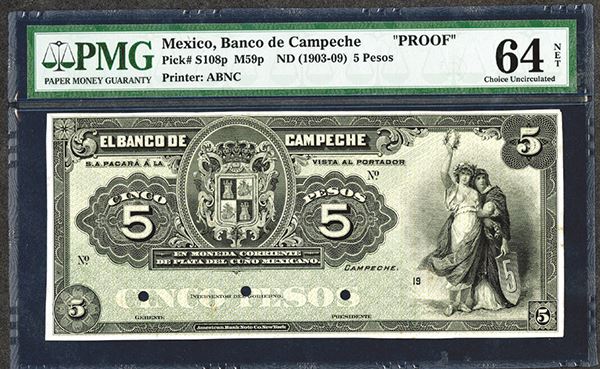 PMG
PAPER MONEY GUARANTY
Mexico, Banco de Campeche "PROOF"
Pick# S108p M59p ND (1903-09) 5 Pesos
Printer: ABNC
64 NET
Choice Uncirculated
EL BANCO DE CAMPECHE
5
S.A. PAGARÁ Á LA VISTA AL PORTADOR
Nº
CINCO PESOS
5 5
EN MONEDA CORRIENTE
DE PLATA DEL CUÑO MEXICANO.
Nº
CAMPECHE,
19
5
CINCO PESOS
INTERVENTOR DEL GOBIERNO.
5
5
GERENTE PRESIDENTE
American Bank Note Co. New York.